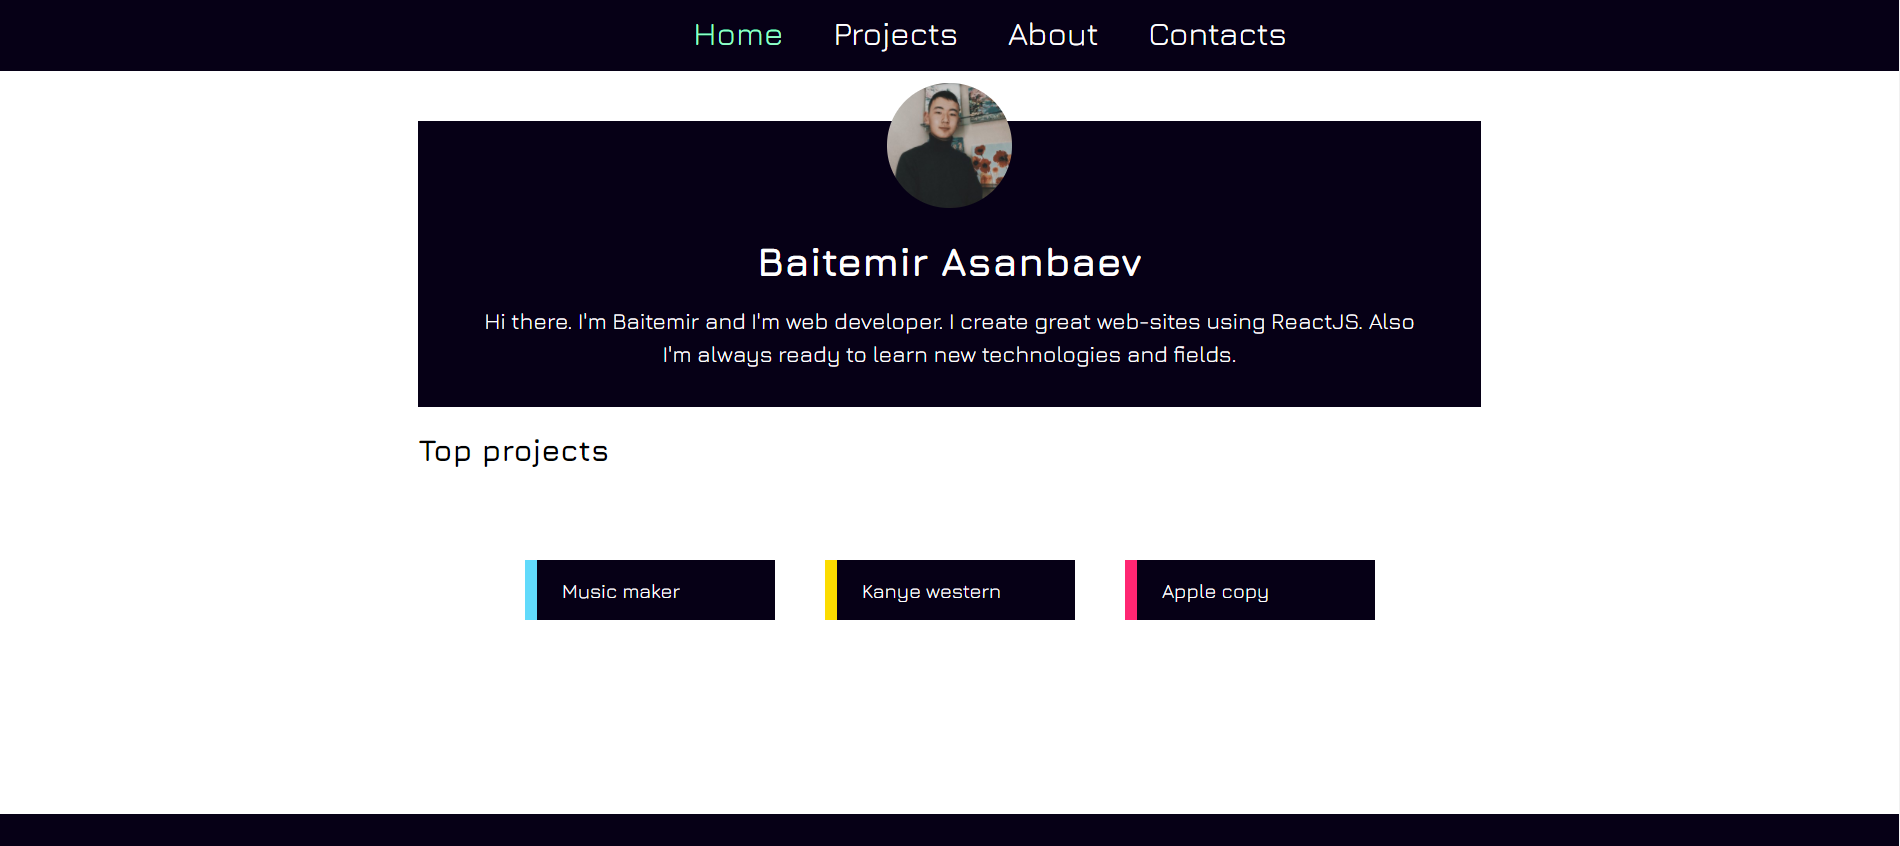 Home Projects About Contacts
Baitemir Asanbaev
Hi there. I'm Baitemir and I'm web developer. I create great web-sites using ReactJS. Also
I'm always ready to learn new technologies and fields.
Top projects
Music maker
Kanye western
Apple copy